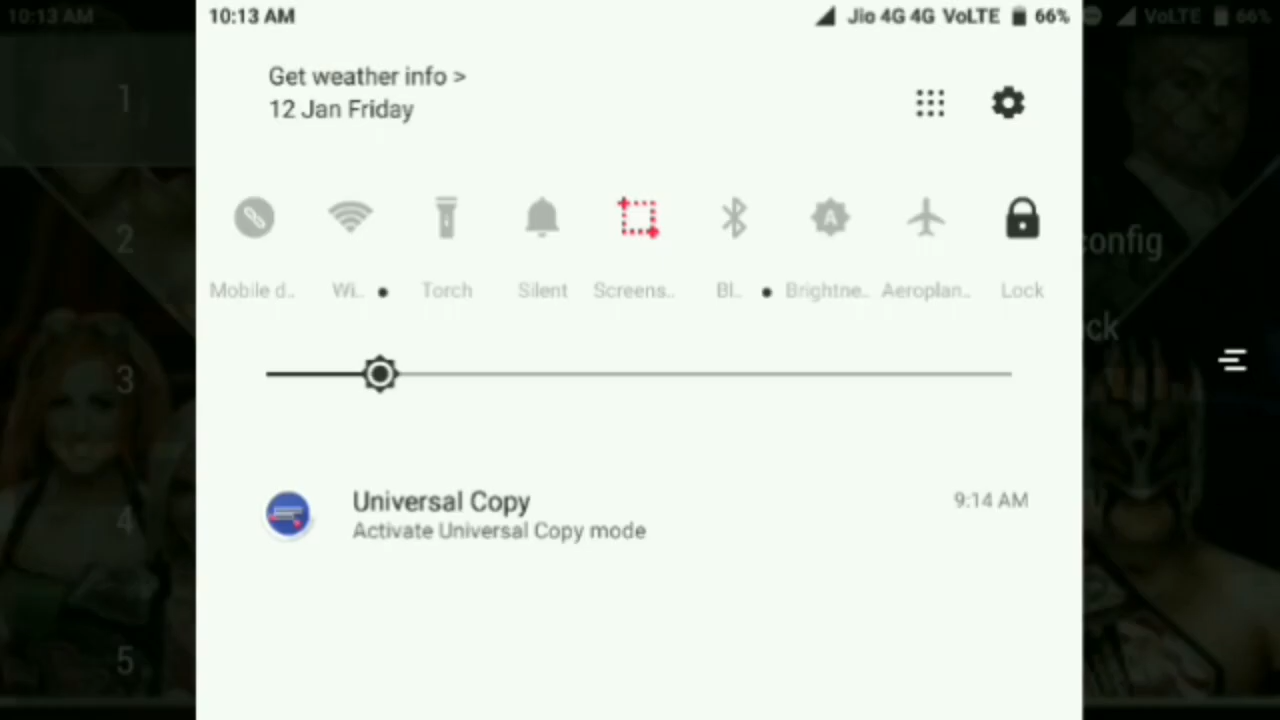 10:13 AM
10:13 AM Jio 4G 4G VoLTE 66%
VoLTE 66%
Get weather info >
12 Jan Friday
Mobile d.. Wi.. Torch Silent Screens.. Bl.. Brightne.. Aeroplan.. Lock
Universal Copy 9:14 AM
Activate Universal Copy mode
1
2
3
4
5
config
ck